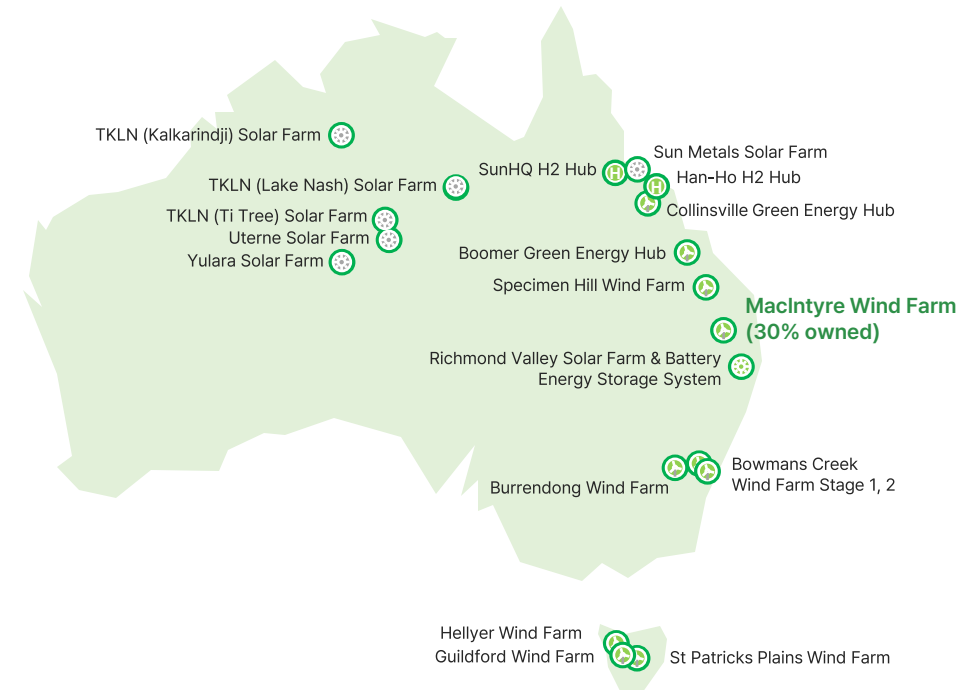 TKLN (Kalkarindji) Solar Farm
Sun Metals Solar Farm
SunHQ H2 Hub
H
Han-Ho H2 Hub
H
TKLN (Lake Nash) Solar Farm
Collinsville Green Energy Hub
TKLN (Ti Tree) Solar Farm
Uterne Solar Farm
Yulara Solar Farm
Boomer Green Energy Hub
Specimen Hill Wind Farm
MacIntyre Wind Farm
(30% owned)
Richmond Valley Solar Farm & Battery
Energy Storage System
Bowmans Creek
Wind Farm Stage 1, 2
Burrendong Wind Farm
Hellyer Wind Farm
Guildford Wind Farm
St Patricks Plains Wind Farm